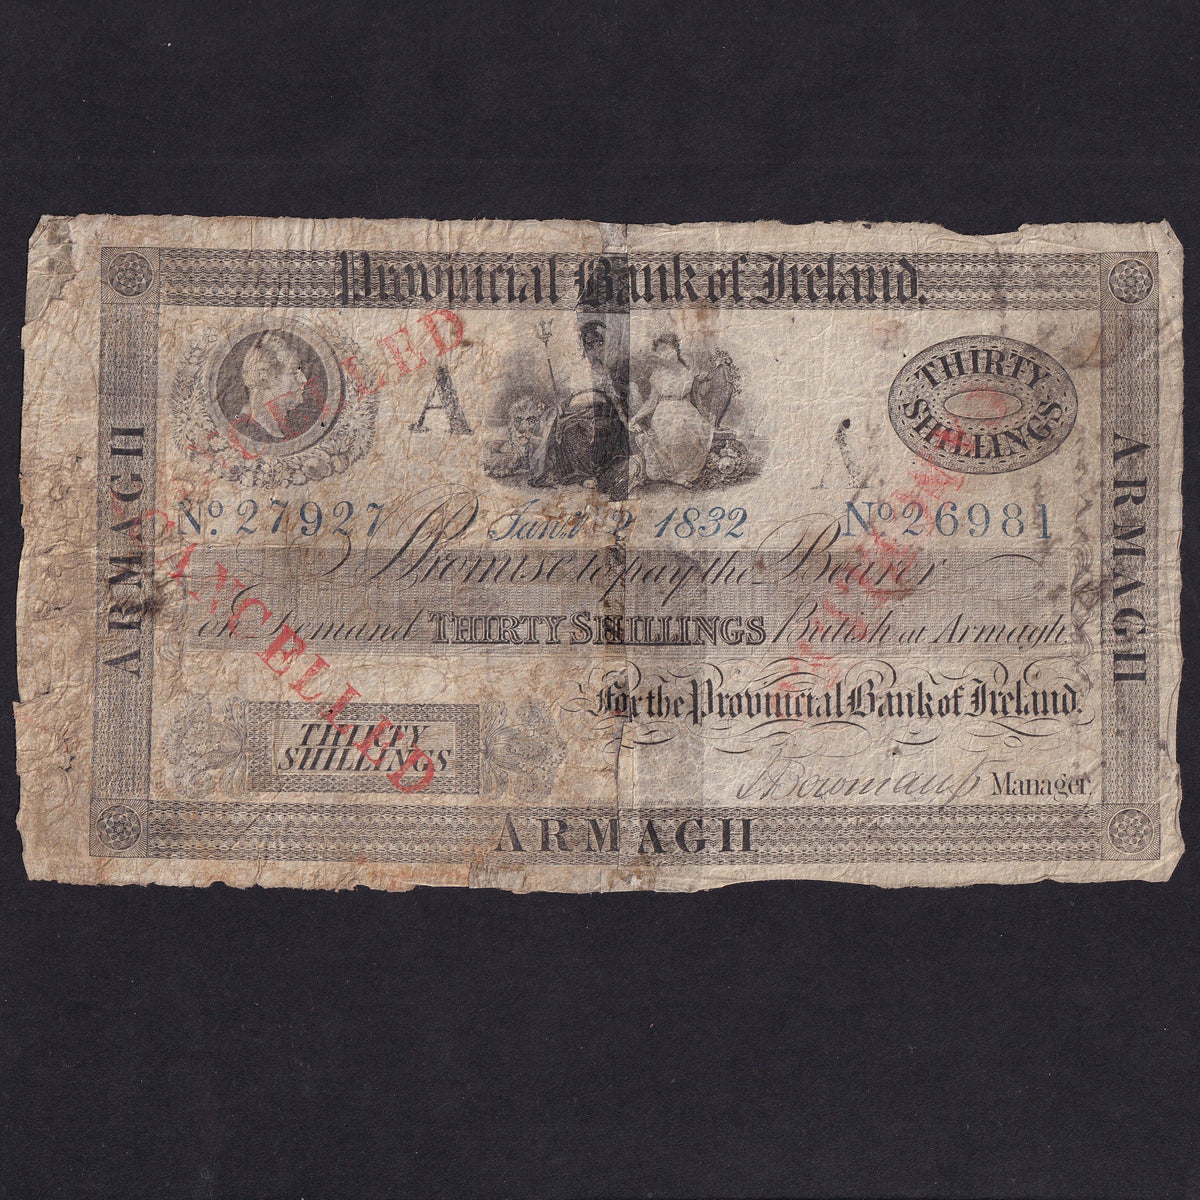 Provincial Bank of Ireland.
THIRTY
SHILLINGS
A
A
CANCELLED
No. 27927
2 1832
No 26981
I Promise to pay the Bearer
on Demand THIRTY SHILLINGS British at Armagh
For the Provincial Bank of Ireland.
THIRTY
SHILLINGS
CANCELLED
Manager.
ARMAGH
ARMAGH
ARMAGH